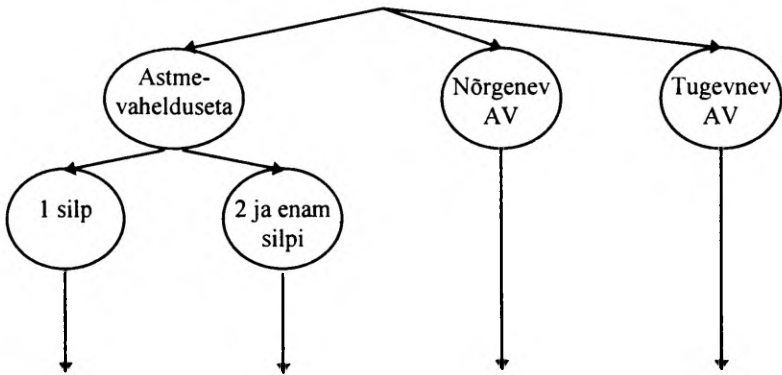 Astme-
vahelduseta
Nõrgenev
AV
Tugevnev
AV
1 silp
2 ja enam
silpi